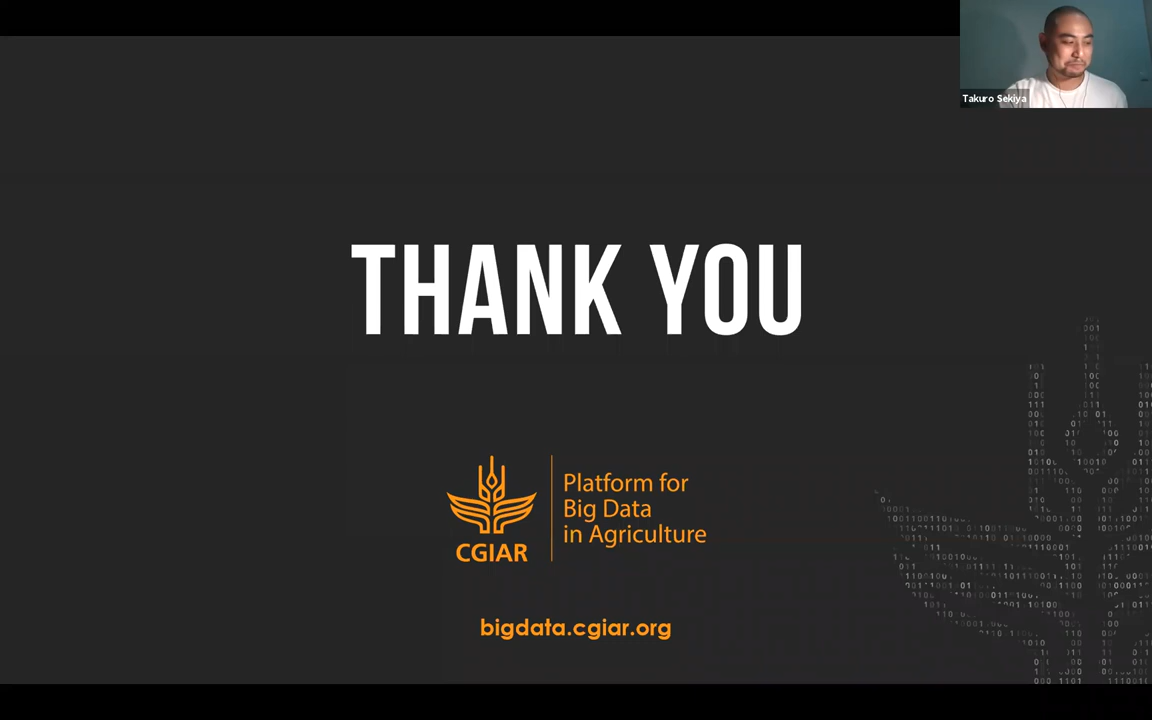 Takuro Sekiya
THANK YOU
CGIAR
Platform for
Big Data
in Agriculture
bigdata.cgiar.org